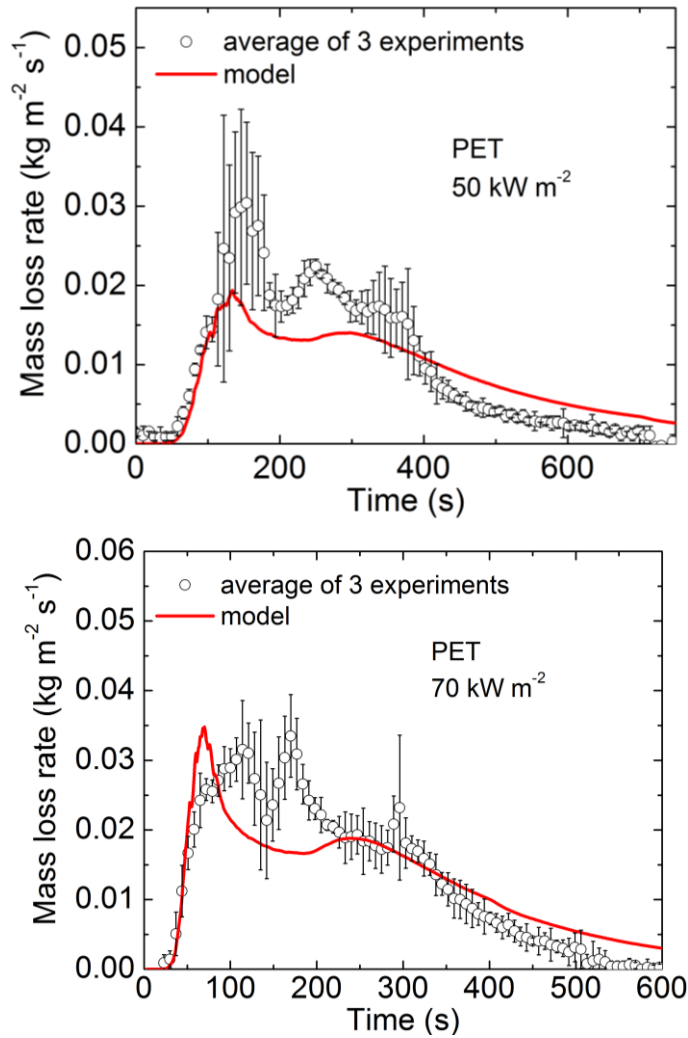 0.05
0.04
0.03
0.02
0.01
0.00
Mass loss rate (kg m⁻² s⁻¹)
average of 3 experiments
model
PET
50 kW m⁻²
0 200 400 600
Time (s)
0.06
0.05
0.04
0.03
0.02
0.01
0.00
Mass loss rate (kg m⁻² s⁻¹)
average of 3 experiments
model
PET
70 kW m⁻²
0 100 200 300 400 500 600
Time (s)